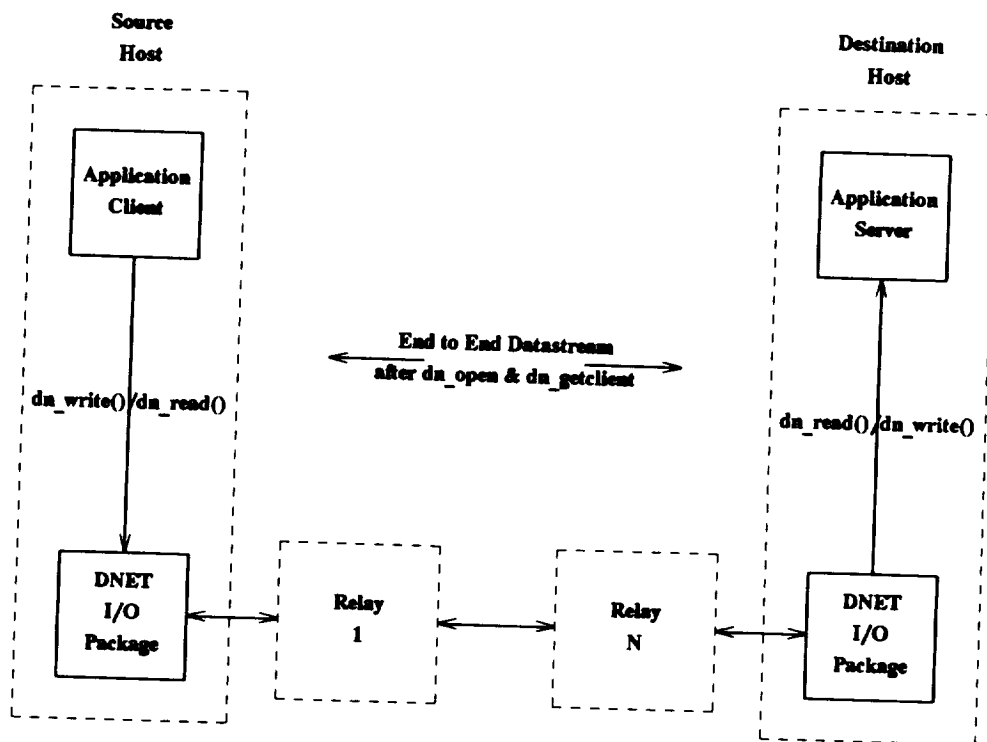 Source
Host
Destination
Host
Application
Client
Application
Server
End to End Datastream
after dn_open & dn_getclient
dn_write()/dn_read()
dn_read()/dn_write()
DNET
I/O
Package
Relay
1
Relay
N
DNET
I/O
Package